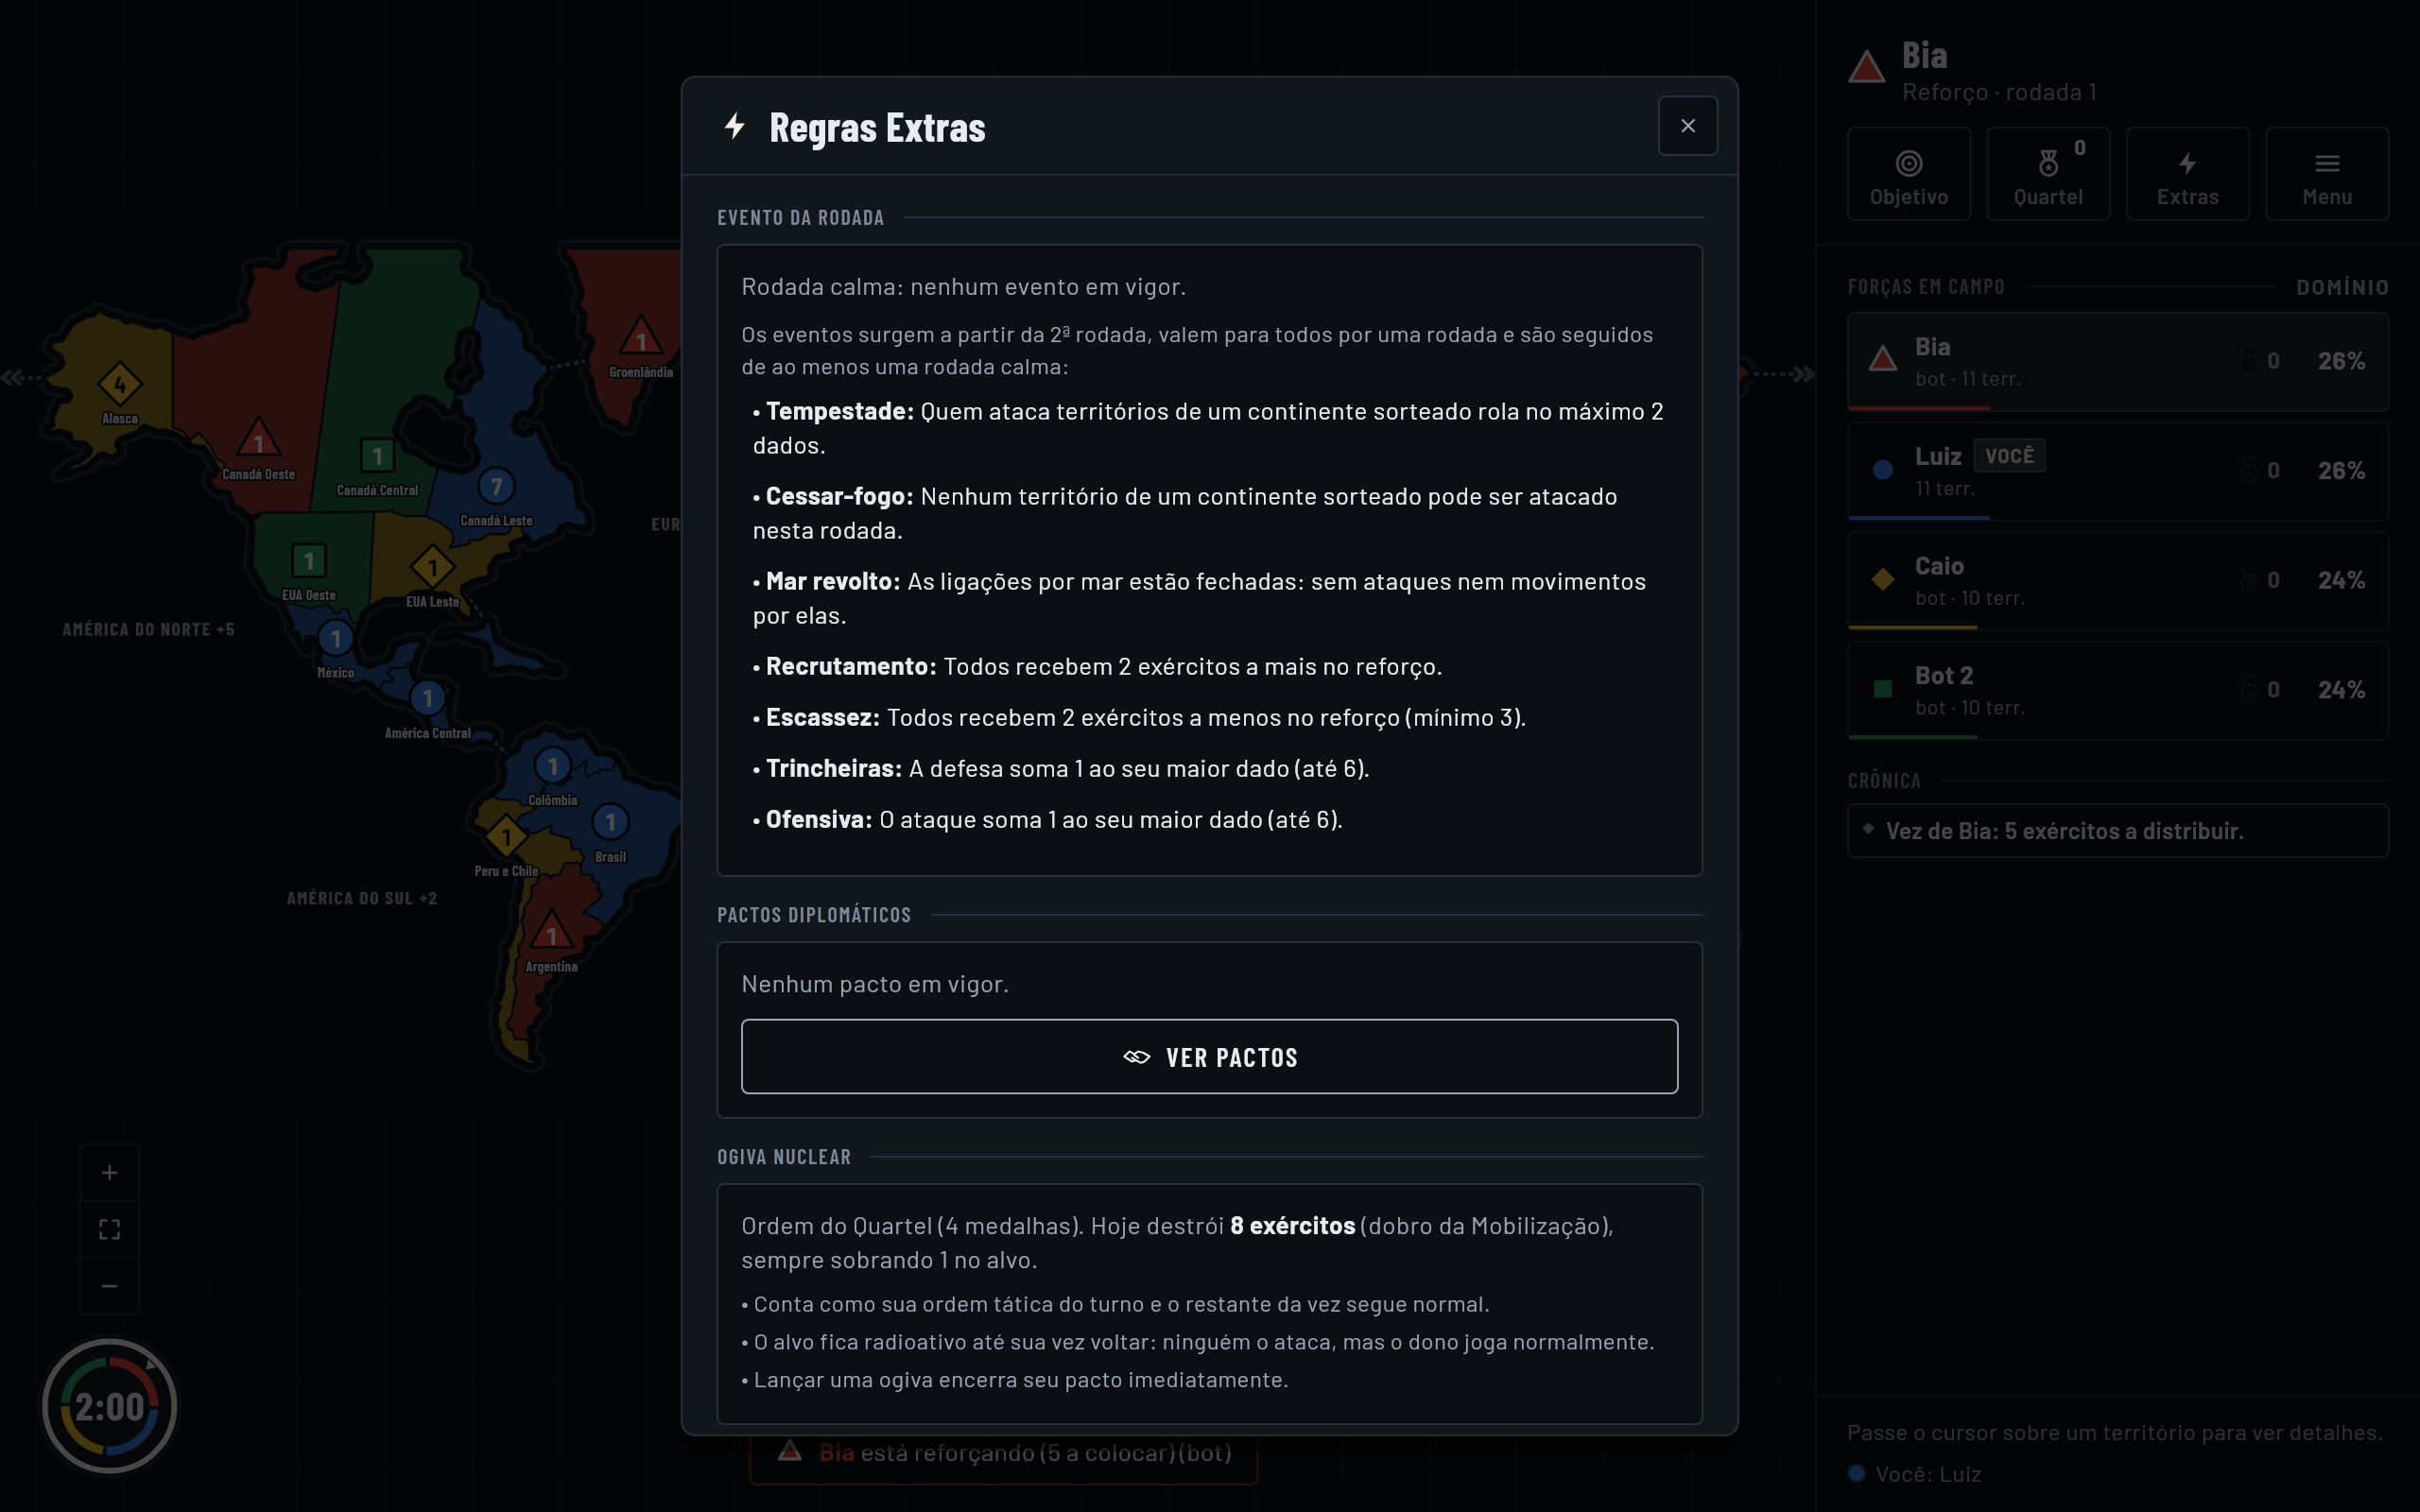 Regras Extras
×
EVENTO DA RODADA
Rodada calma: nenhum evento em vigor.
Os eventos surgem a partir da 2ª rodada, valem para todos por uma rodada e são seguidos
de ao menos uma rodada calma:
• Tempestade: Quem ataca territórios de um continente sorteado rola no máximo 2
dados.
• Cessar-fogo: Nenhum território de um continente sorteado pode ser atacado
nesta rodada.
• Mar revolto: As ligações por mar estão fechadas: sem ataques nem movimentos
por elas.
• Recrutamento: Todos recebem 2 exércitos a mais no reforço.
• Escassez: Todos recebem 2 exércitos a menos no reforço (mínimo 3).
• Trincheiras: A defesa soma 1 ao seu maior dado (até 6).
• Ofensiva: O ataque soma 1 ao seu maior dado (até 6).
PACTOS DIPLOMÁTICOS
Nenhum pacto em vigor.
VER PACTOS
OGIVA NUCLEAR
Ordem do Quartel (4 medalhas). Hoje destrói 8 exércitos (dobro da Mobilização),
sempre sobrando 1 no alvo.
• Conta como sua ordem tática do turno e o restante da vez segue normal.
• O alvo fica radioativo até sua vez voltar: ninguém o ataca, mas o dono joga normalmente.
• Lançar uma ogiva encerra seu pacto imediatamente.
Bia está reforçando (5 a colocar) (bot)
4
Alasca
1
Canadá Oeste
1
Canadá Central
7
Canadá Leste
1
Groenlândia
EUR
1
EUA Oeste
1
EUA Leste
AMÉRICA DO NORTE +5
1
México
1
América Central
1
Colômbia
1
Brasil
1
Peru e Chile
AMÉRICA DO SUL +2
1
Argentina
+
−
2:00
Bia
Reforço · rodada 1
Objetivo
0
Quartel
Extras
Menu
FORÇAS EM CAMPO
DOMÍNIO
Bia
bot · 11 terr.
0
26%
Luiz VOCÊ
11 terr.
0
26%
Caio
bot · 10 terr.
0
24%
Bot 2
bot · 10 terr.
0
24%
CRÔNICA
Vez de Bia: 5 exércitos a distribuir.
Passe o cursor sobre um território para ver detalhes.
Você: Luiz